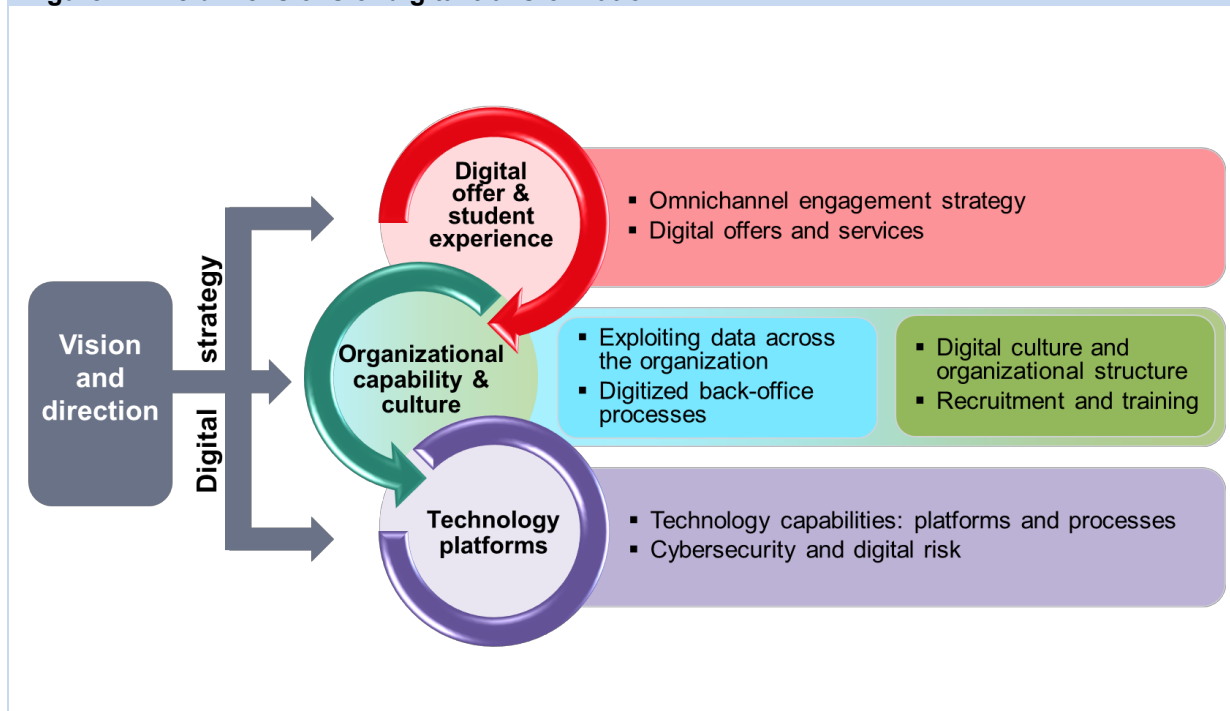 Digital
offer &
student
experience
▪ Omnichannel engagement strategy
▪ Digital offers and services
Vision
and
direction
Digital strategy
Organizational
capability &
culture
▪ Exploiting data across
the organization
▪ Digitized back-office
processes
▪ Digital culture and
organizational structure
▪ Recruitment and training
Technology
platforms
▪ Technology capabilities: platforms and processes
▪ Cybersecurity and digital risk